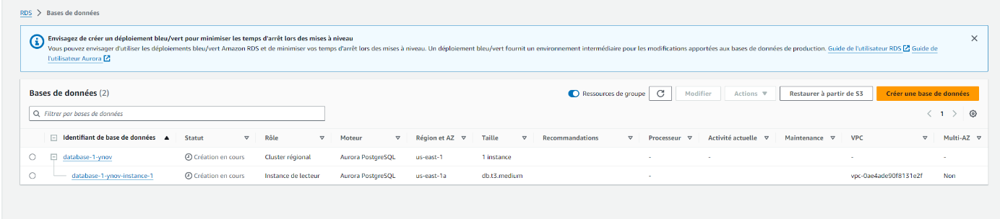 RDS > Bases de données
Envisagez de créer un déploiement bleu/vert pour minimiser les temps d'arrêt lors des mises à niveau
Vous pouvez envisager d'utiliser les déploiements bleu/vert Amazon RDS et de minimiser vos temps d'arrêt lors des mises à niveau. Un déploiement bleu/vert fournit un environnement intermédiaire pour les modifications apportées aux bases de données de production. Guide de l'utilisateur RDS Guide de
l'utilisateur Aurora
Bases de données (2) Ressources de groupe Modifier Actions Restaurer à partir de S3 Créer une base de données
Filtrer par bases de données 1
Identifiant de base de données Statut Rôle Moteur Région et AZ Taille Recommandations Processeur Activité actuelle Maintenance VPC Multi-AZ
database-1-ynov Création en cours Cluster régional Aurora PostgreSQL us-east-1 1 instance - - - -
database-1-ynov-instance-1 Création en cours Instance de lecteur Aurora PostgreSQL us-east-1a db.t3.medium - vpc-0ae4ade90f8131e2f Non